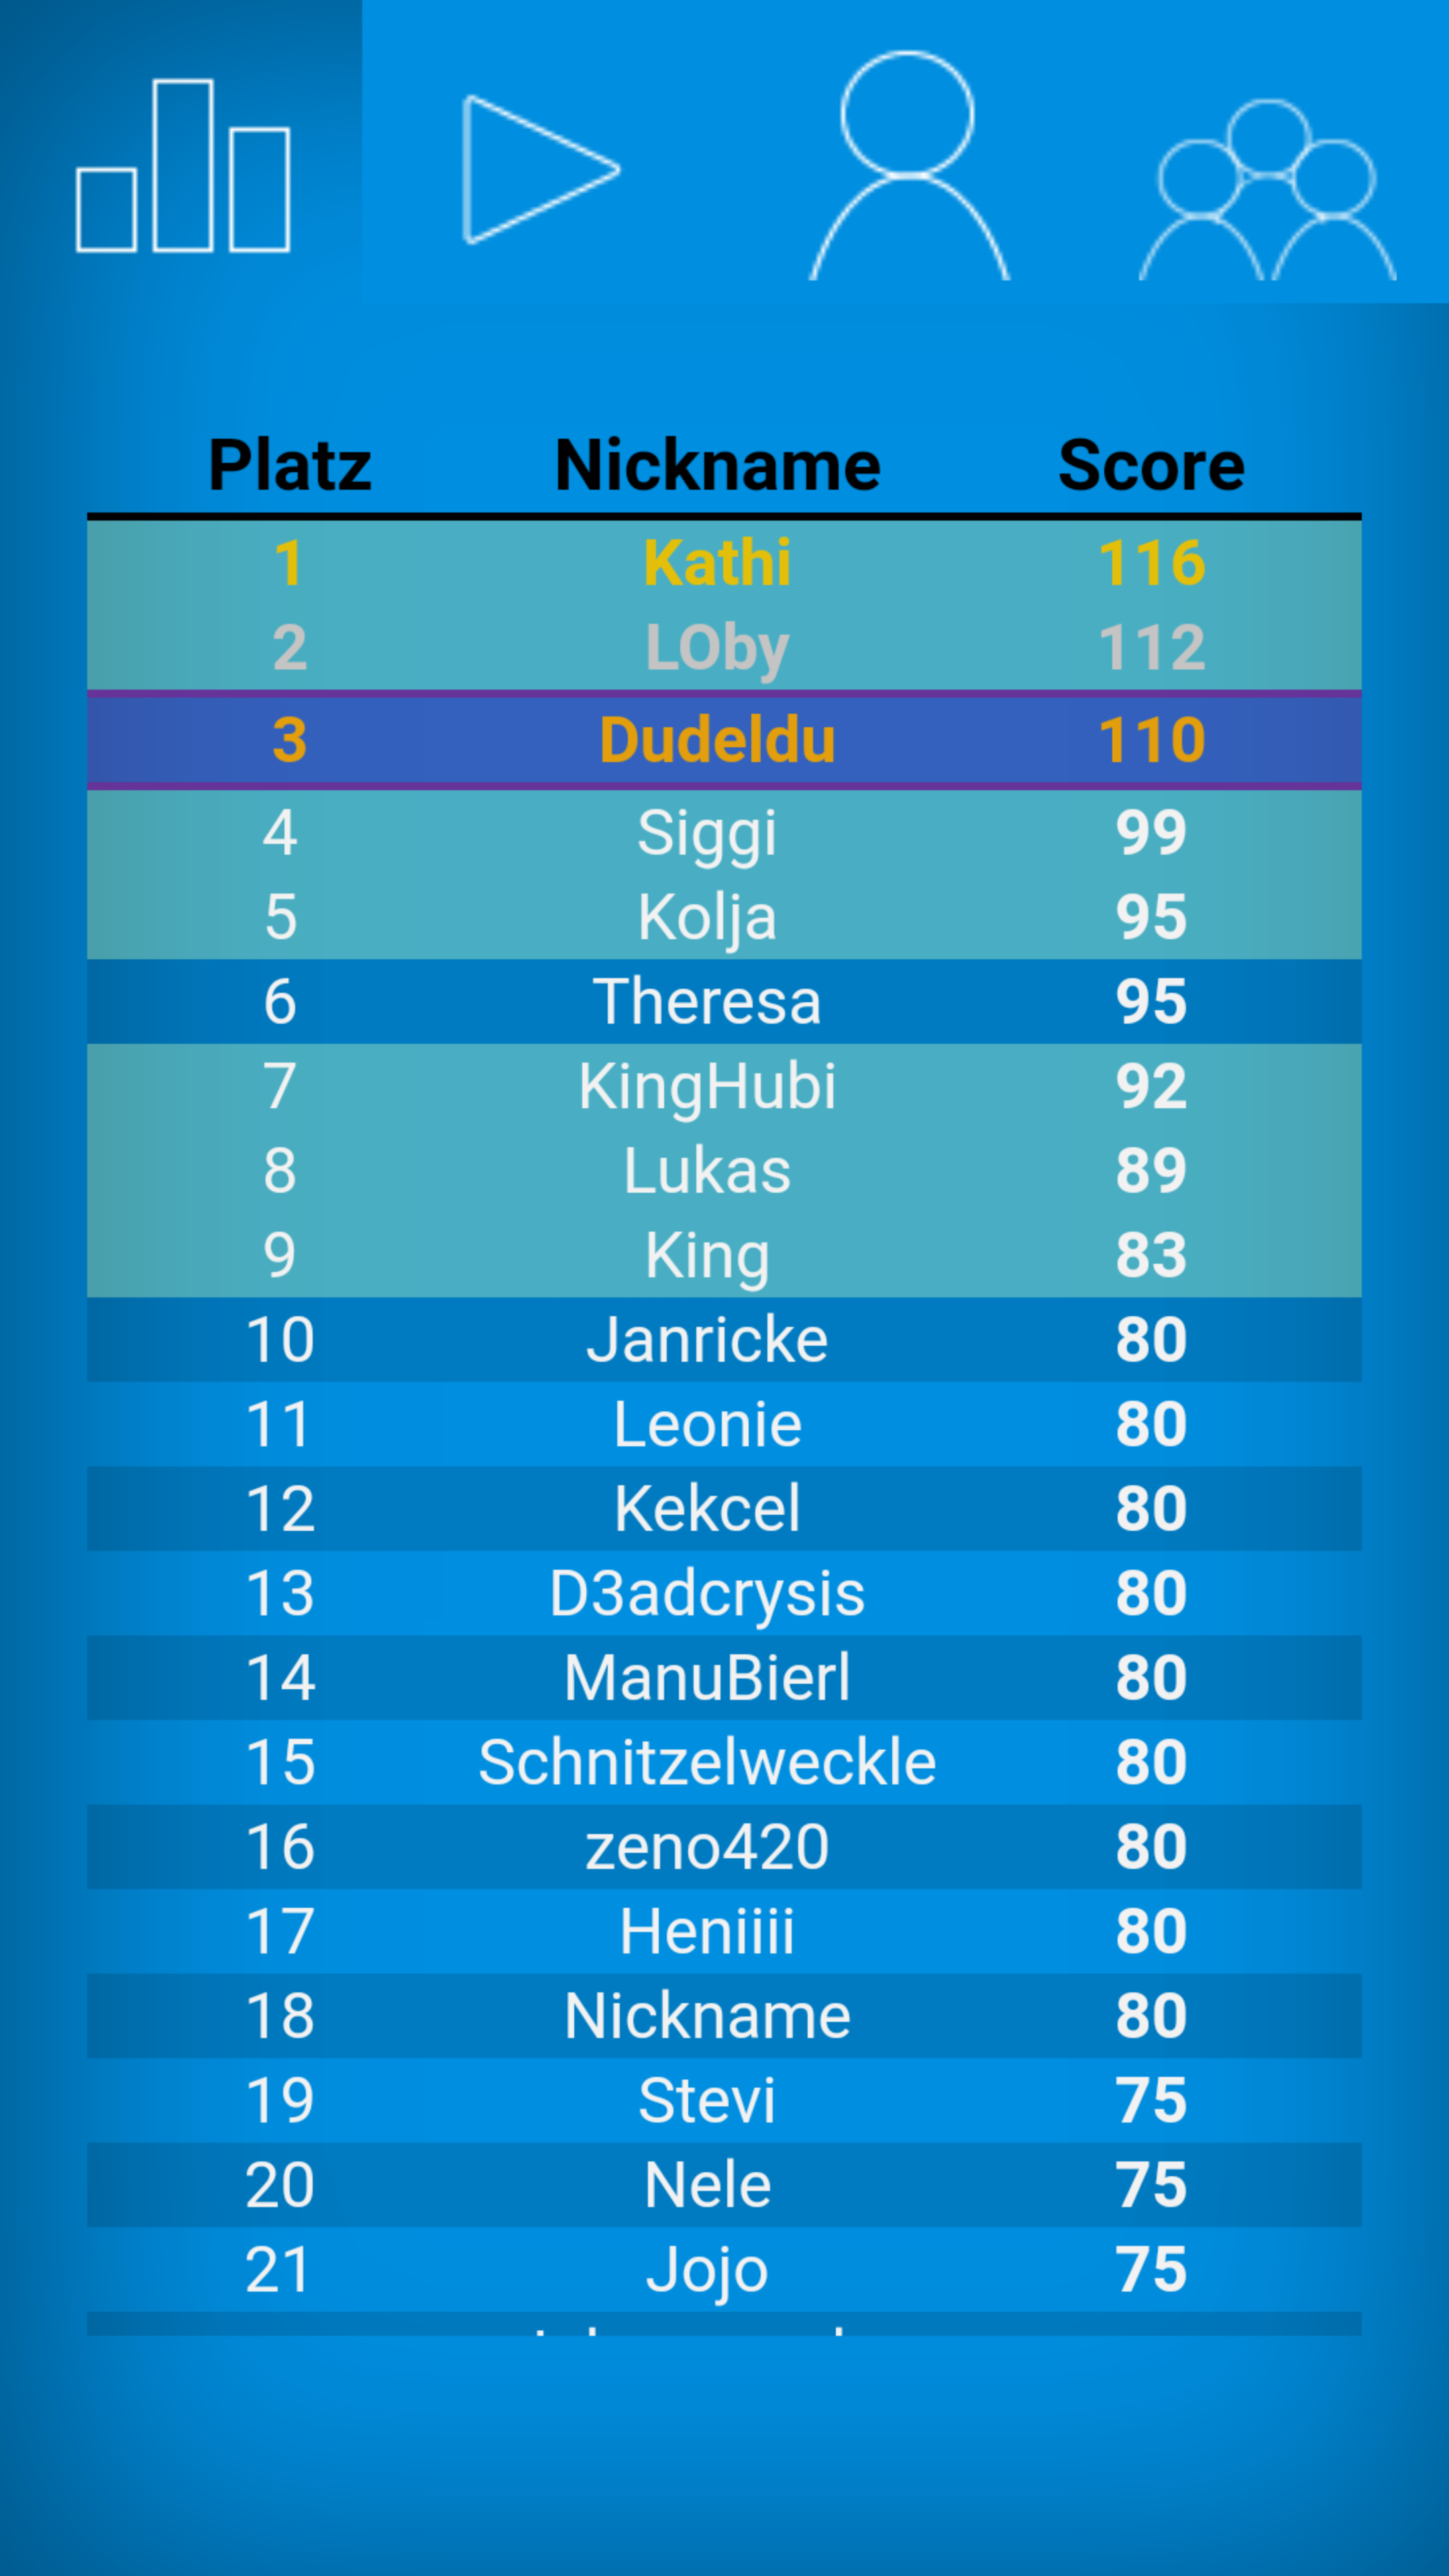 Platz Nickname Score
1 Kathi 116
2 LOby 112
3 Dudeldu 110
4 Siggi 99
5 Kolja 95
6 Theresa 95
7 KingHubi 92
8 Lukas 89
9 King 83
10 Janricke 80
11 Leonie 80
12 Kekcel 80
13 D3adcrysis 80
14 ManuBierl 80
15 Schnitzelweckle 80
16 zeno420 80
17 Heniiii 80
18 Nickname 80
19 Stevi 75
20 Nele 75
21 Jojo 75